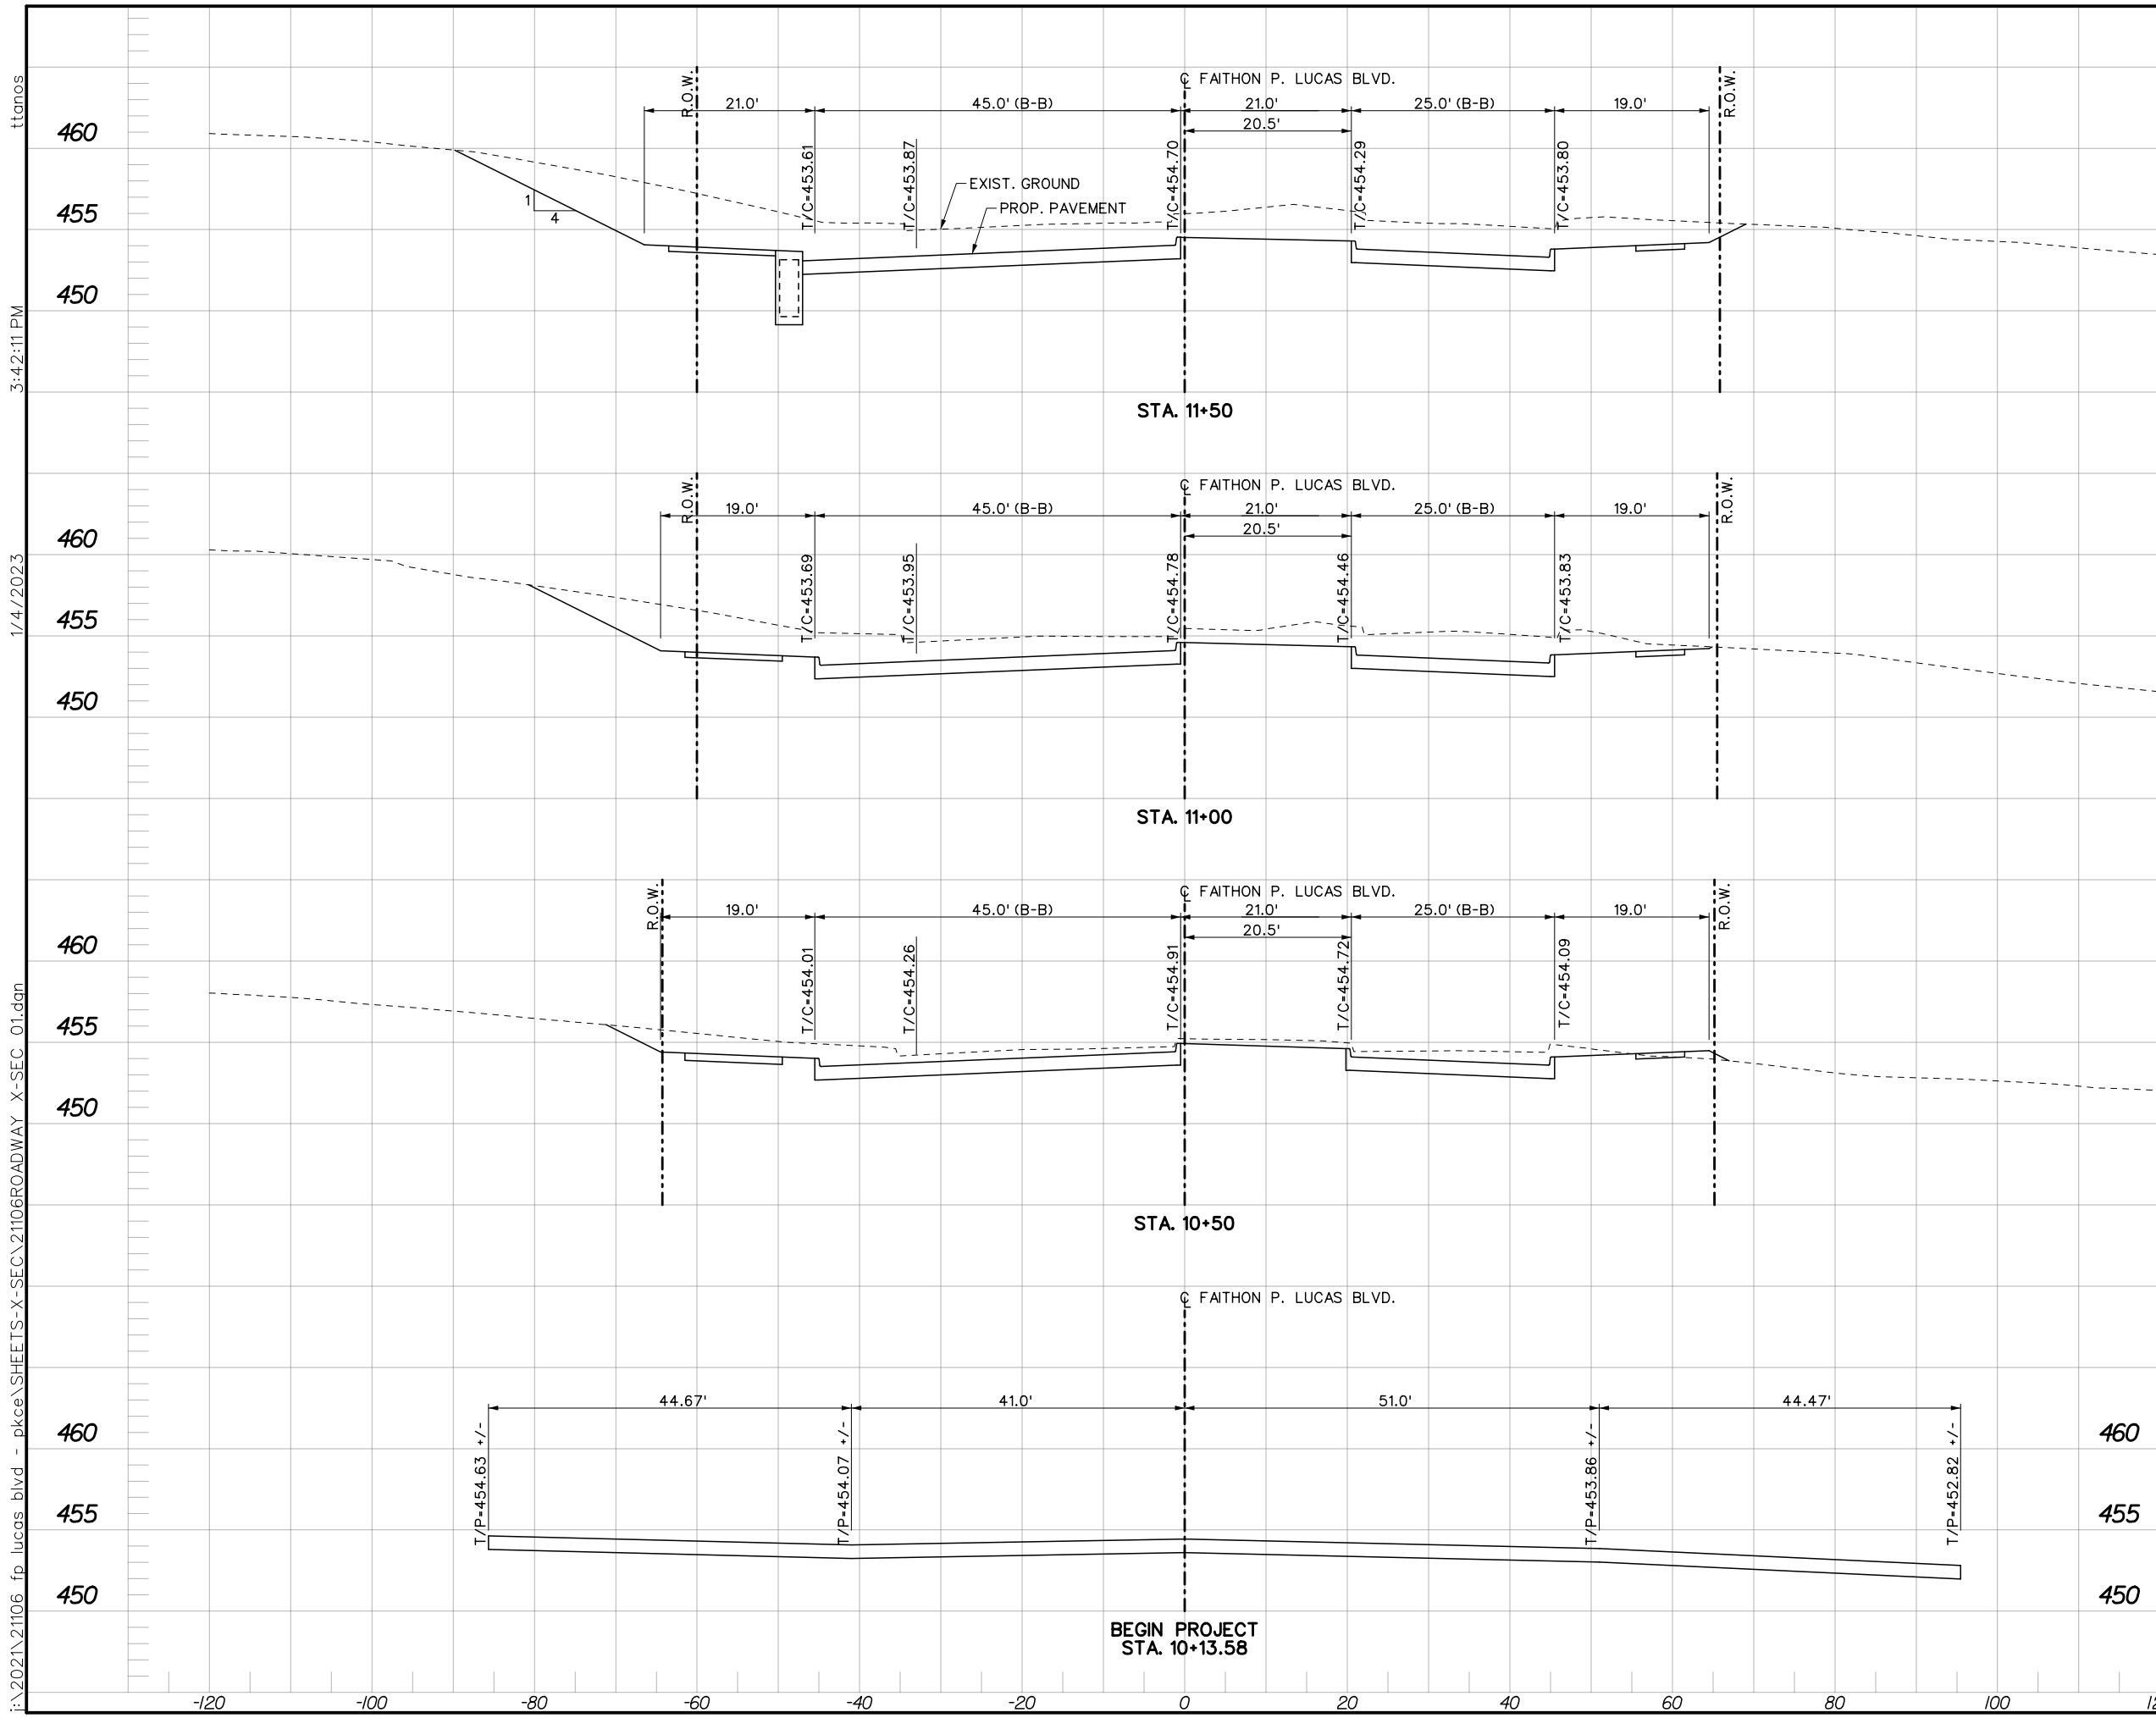 ℄ FAITHON P. LUCAS BLVD.
R.O.W.
R.O.W.
21.0'
45.0' (B-B)
21.0'
25.0' (B-B)
19.0'
20.5'
460
455
450
T/C=453.61
T/C=453.87
T/C=454.70
T/C=454.29
T/C=453.80
EXIST. GROUND
PROP. PAVEMENT
1
4
STA. 11+50
℄ FAITHON P. LUCAS BLVD.
R.O.W.
R.O.W.
19.0'
45.0' (B-B)
21.0'
25.0' (B-B)
19.0'
20.5'
460
455
450
T/C=453.69
T/C=453.95
T/C=454.78
T/C=454.46
T/C=453.83
STA. 11+00
℄ FAITHON P. LUCAS BLVD.
R.O.W.
R.O.W.
19.0'
45.0' (B-B)
21.0'
25.0' (B-B)
19.0'
20.5'
460
455
450
T/C=454.01
T/C=454.26
T/C=454.91
T/C=454.72
T/C=454.09
STA. 10+50
℄ FAITHON P. LUCAS BLVD.
44.67'
41.0'
51.0'
44.47'
460
455
450
T/P=454.63 +/-
T/P=454.07 +/-
T/P=453.86 +/-
T/P=452.82 +/-
460
455
450
BEGIN PROJECT
STA. 10+13.58
-120 -100 -80 -60 -40 -20 0 20 40 60 80 100
j:\2021\21106 fp lucas blvd - pkce\SHEETS-X-SEC\21106ROADWAY X-SEC 01.dgn 1/4/2023 3:42:11 PM ttanos